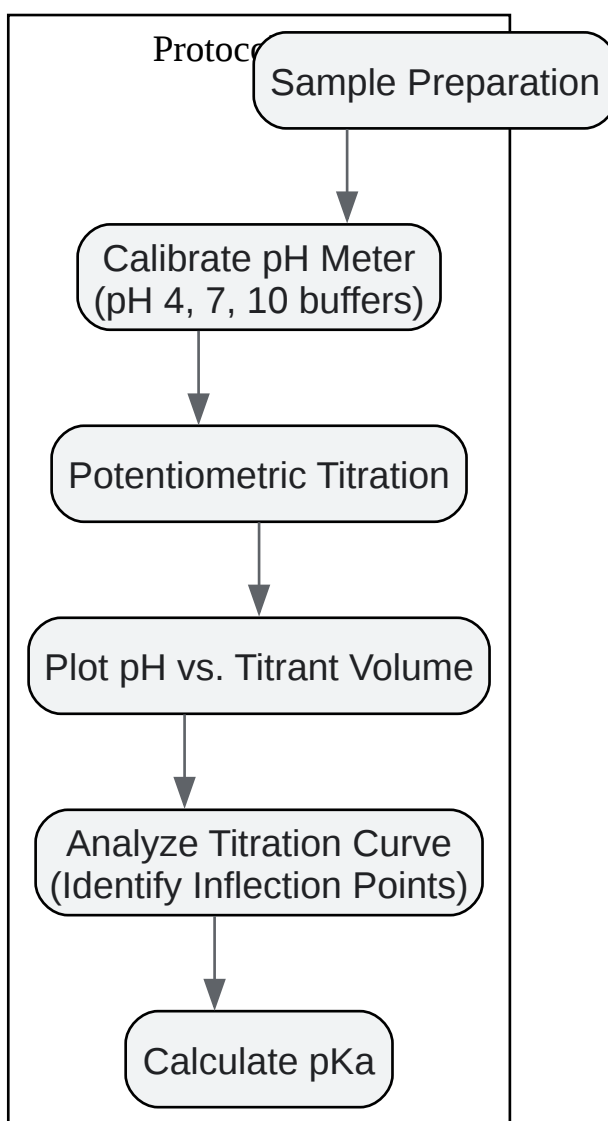 Sample Preparation
Calibrate pH Meter
(pH 4, 7, 10 buffers)
Potentiometric Titration
Plot pH vs. Titrant Volume
Analyze Titration Curve
(Identify Inflection Points)
Calculate pKa